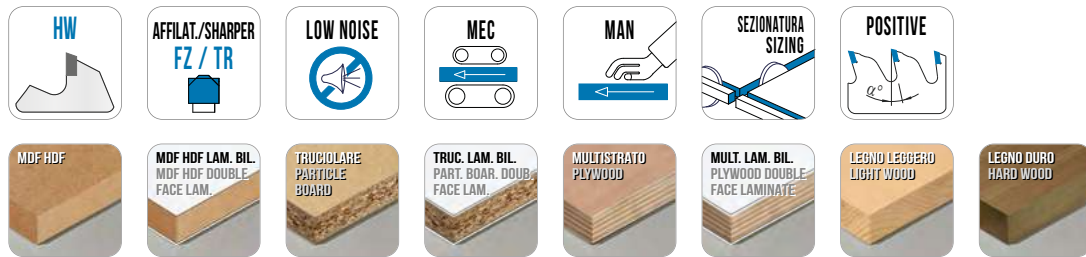 HW
AFFILAT./SHARPER
FZ / TR
LOW NOISE
MEC
MAN
SEZIONATURA
SIZING
POSITIVE
α°
MDF HDF
MDF HDF LAM. BIL.
MDF HDF DOUBLE
FACE LAM.
TRUCIOLARE
PARTICLE
BOARD
TRUC. LAM. BIL.
PART. BOAR. DOUB
FACE LAM.
MULTISTRATO
PLYWOOD
MULT. LAM. BIL.
PLYWOOD DOUBLE
FACE LAMINATE
LEGNO LEGGERO
LIGHT WOOD
LEGNO DURO
HARD WOOD